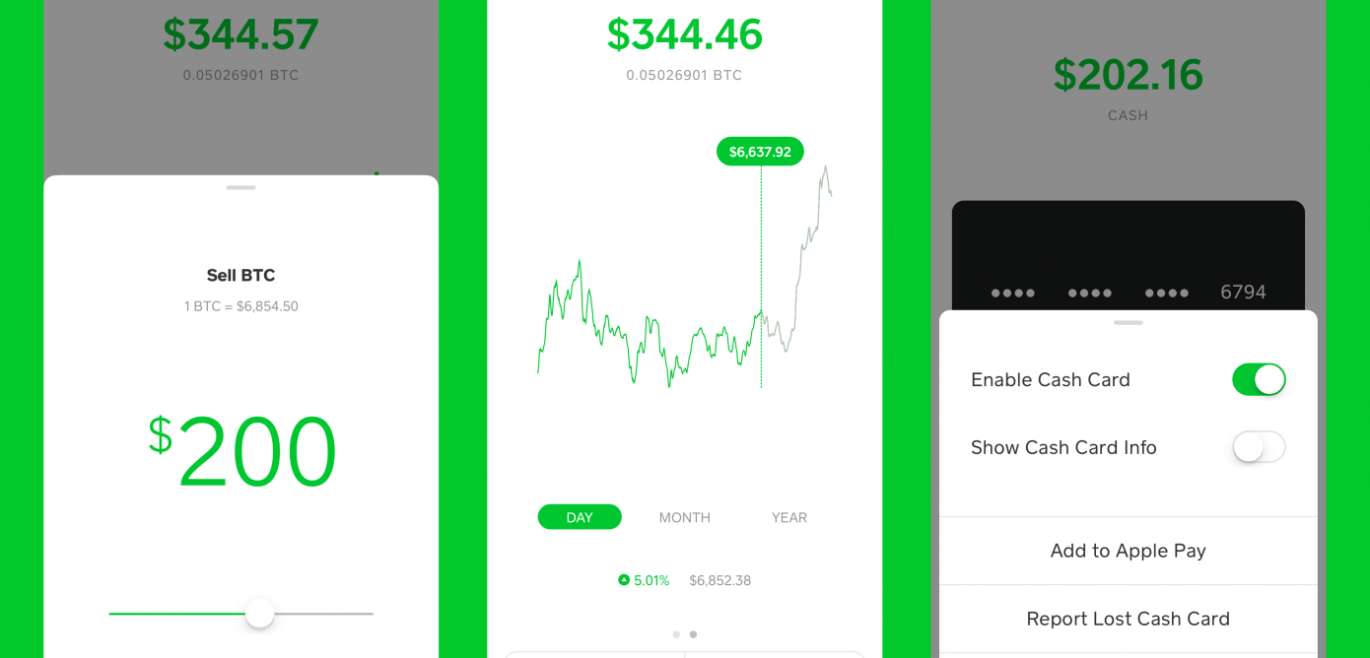 $344.57
0.05026901 BTC
Sell BTC
1 BTC = $6,854.50
$200
$344.46
0.05026901 BTC
$6,637.92
DAY MONTH YEAR
5.01% $6,852.38
$202.16
CASH
•••• •••• •••• 6794
Enable Cash Card
Show Cash Card Info
Add to Apple Pay
Report Lost Cash Card